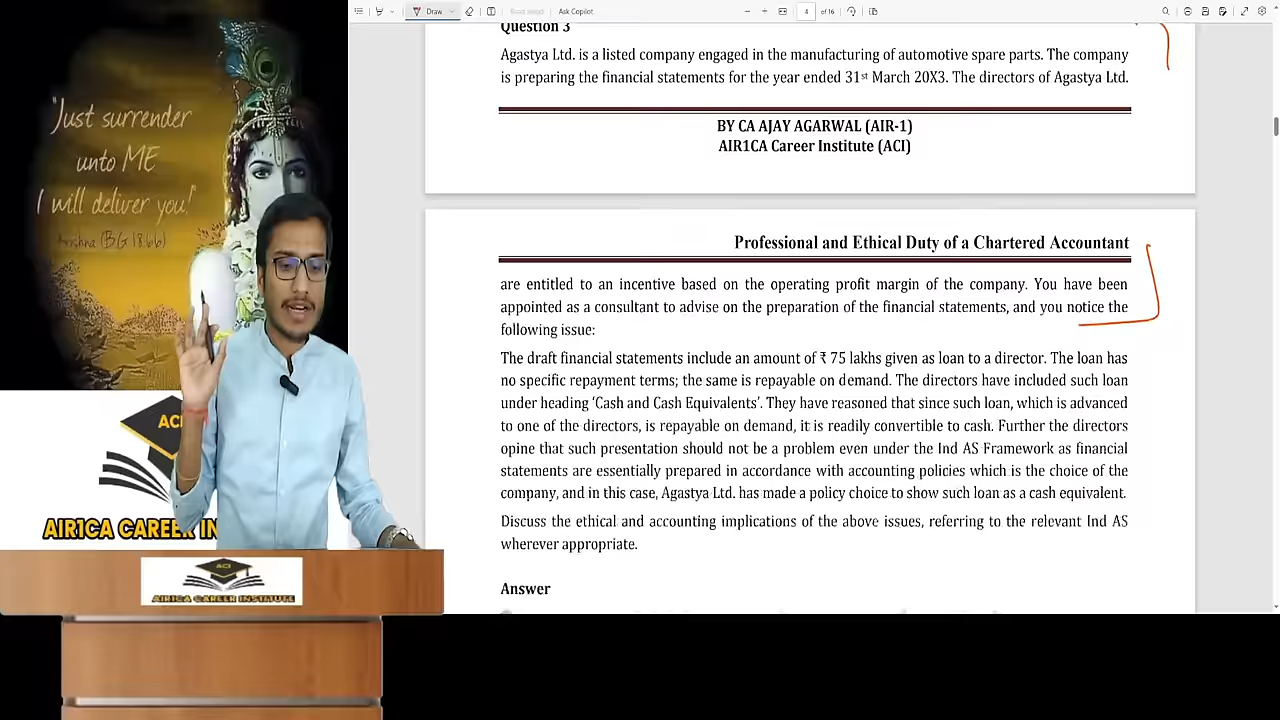 "Just surrender
unto ME
I will deliver you!"
Krishna (BG 18.66)
ACI
AIR1CA CAREER IN
ACI
AIR1CA CAREER INSTITUTE
Draw
Read aloud
Ask Copilot
4
of 16
Question 3
Agastya Ltd. is a listed company engaged in the manufacturing of automotive spare parts. The company
is preparing the financial statements for the year ended 31st March 20X3. The directors of Agastya Ltd.
BY CA AJAY AGARWAL (AIR-1)
AIR1CA Career Institute (ACI)
Professional and Ethical Duty of a Chartered Accountant
are entitled to an incentive based on the operating profit margin of the company. You have been
appointed as a consultant to advise on the preparation of the financial statements, and you notice the
following issue:
The draft financial statements include an amount of ₹ 75 lakhs given as loan to a director. The loan has
no specific repayment terms; the same is repayable on demand. The directors have included such loan
under heading ‘Cash and Cash Equivalents’. They have reasoned that since such loan, which is advanced
to one of the directors, is repayable on demand, it is readily convertible to cash. Further the directors
opine that such presentation should not be a problem even under the Ind AS Framework as financial
statements are essentially prepared in accordance with accounting policies which is the choice of the
company, and in this case, Agastya Ltd. has made a policy choice to show such loan as a cash equivalent.
Discuss the ethical and accounting implications of the above issues, referring to the relevant Ind AS
wherever appropriate.
Answer